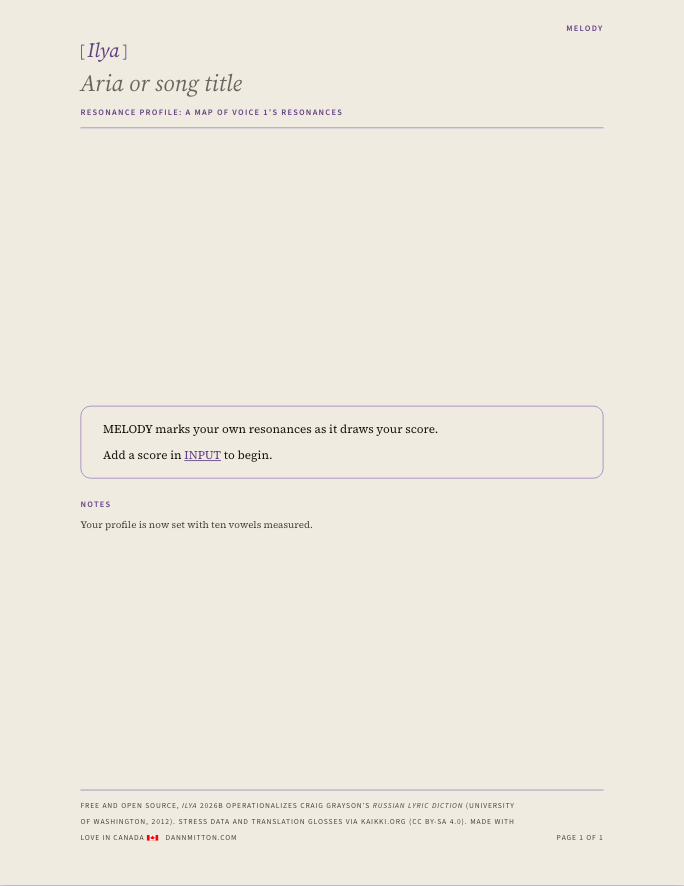 MELODY
[Ilya]
Aria or song title
RESONANCE PROFILE: A MAP OF VOICE 1'S RESONANCES
MELODY marks your own resonances as it draws your score.
Add a score in INPUT to begin.
NOTES
Your profile is now set with ten vowels measured.
FREE AND OPEN SOURCE, ILYA 2026B OPERATIONALIZES CRAIG GRAYSON'S RUSSIAN LYRIC DICTION (UNIVERSITY
OF WASHINGTON, 2012). STRESS DATA AND TRANSLATION GLOSSES VIA KAIKKI.ORG (CC BY-SA 4.0). MADE WITH
LOVE IN CANADA 🇨🇦 DANNMITTON.COM
PAGE 1 OF 1